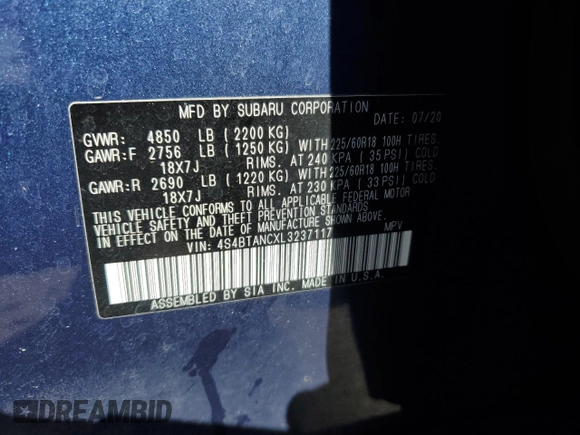 MFD BY SUBARU CORPORATION
DATE: 07/20
GVWR: 4850 LB (2200 KG)
GAWR:F 2756 LB (1250 KG) WITH 225/60R18 100H TIRES.
18X7J RIMS. AT 240 KPA (35 PSI) COLD
GAWR:R 2690 LB (1220 KG) WITH 225/60R18 100H TIRES.
18X7J RIMS. AT 230 KPA (33 PSI) COLD
THIS VEHICLE CONFORMS TO ALL APPLICABLE FEDERAL MOTOR
VEHICLE SAFETY AND THEFT PREVENTION STANDARDS
IN EFFECT ON THE DATE OF MANUFACTURE SHOWN ABOVE.
VIN: 4S4BTANCXL3237117 MPV
ASSEMBLED BY SIA INC. MADE IN U.S.A.
DREAMBID